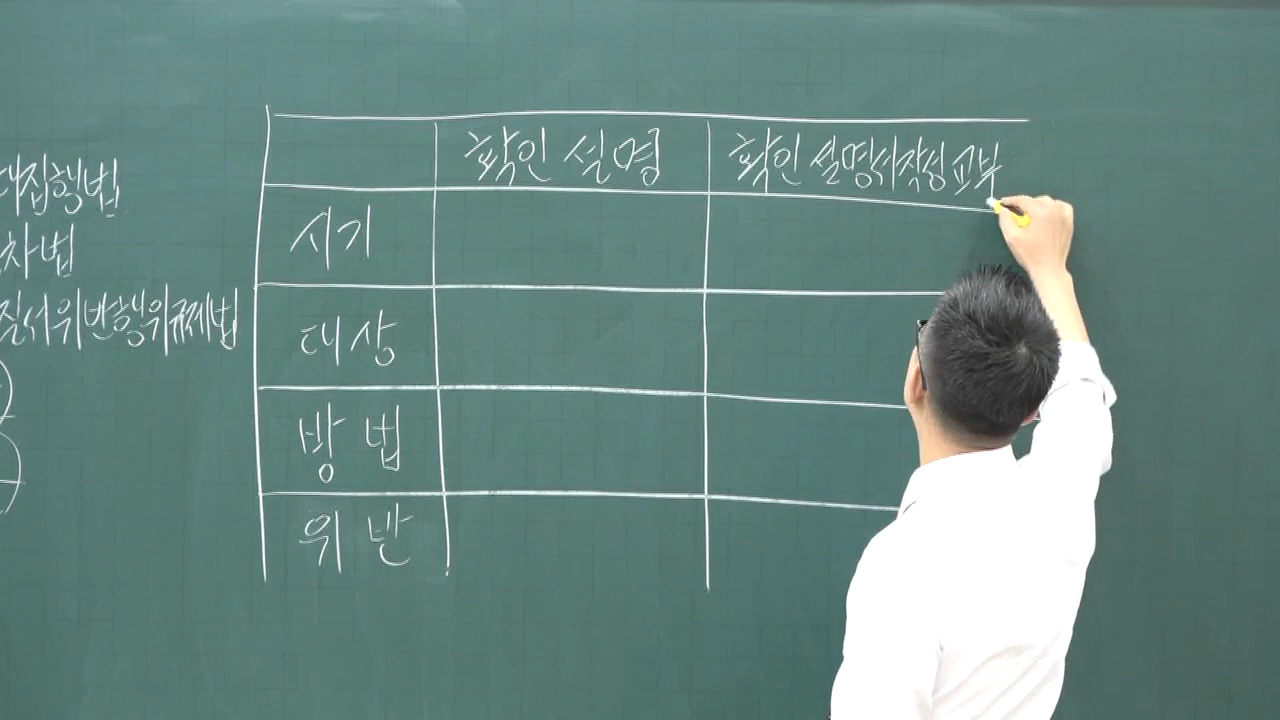 확인 설명
확인 설명서 작성 교부
대집행법
차법
질서위반행위규제법
시기
대상
방법
위반